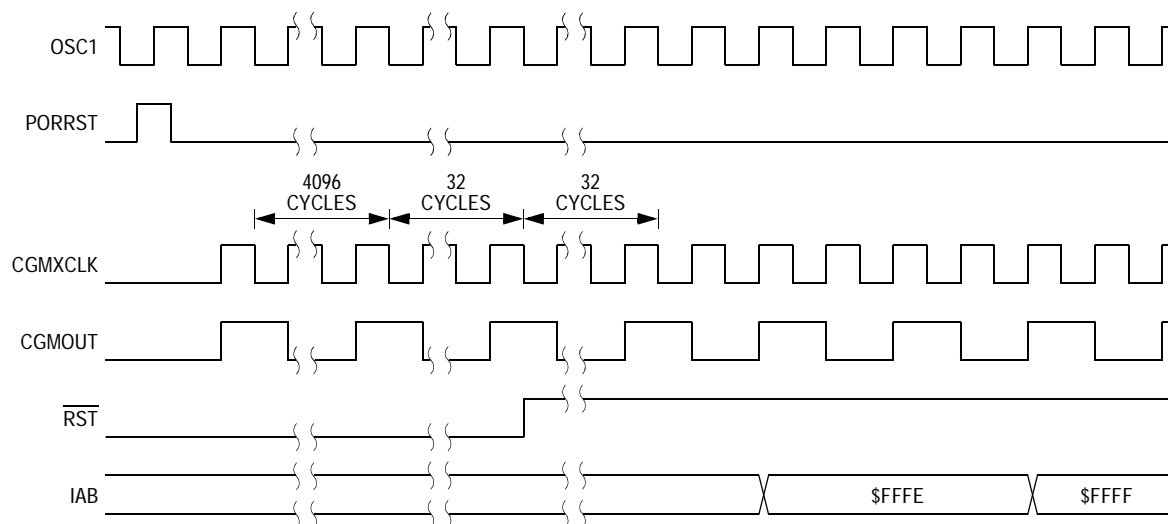 OSC1
PORRST
4096
CYCLES
32
CYCLES
32
CYCLES
CGMXCLK
CGMOUT
RST
IAB
$FFFE
$FFFF